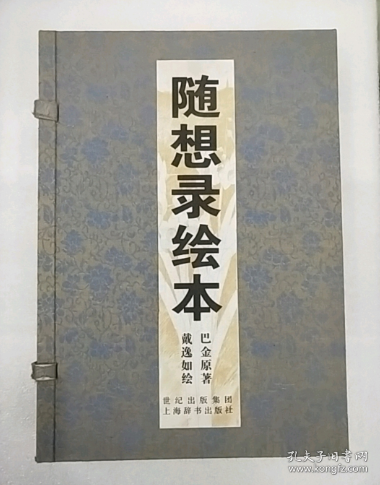 随想录绘本
巴金原著
戴逸如绘
世纪出版集团
上海辞书出版社
孔夫子旧书网
www.kongfz.com